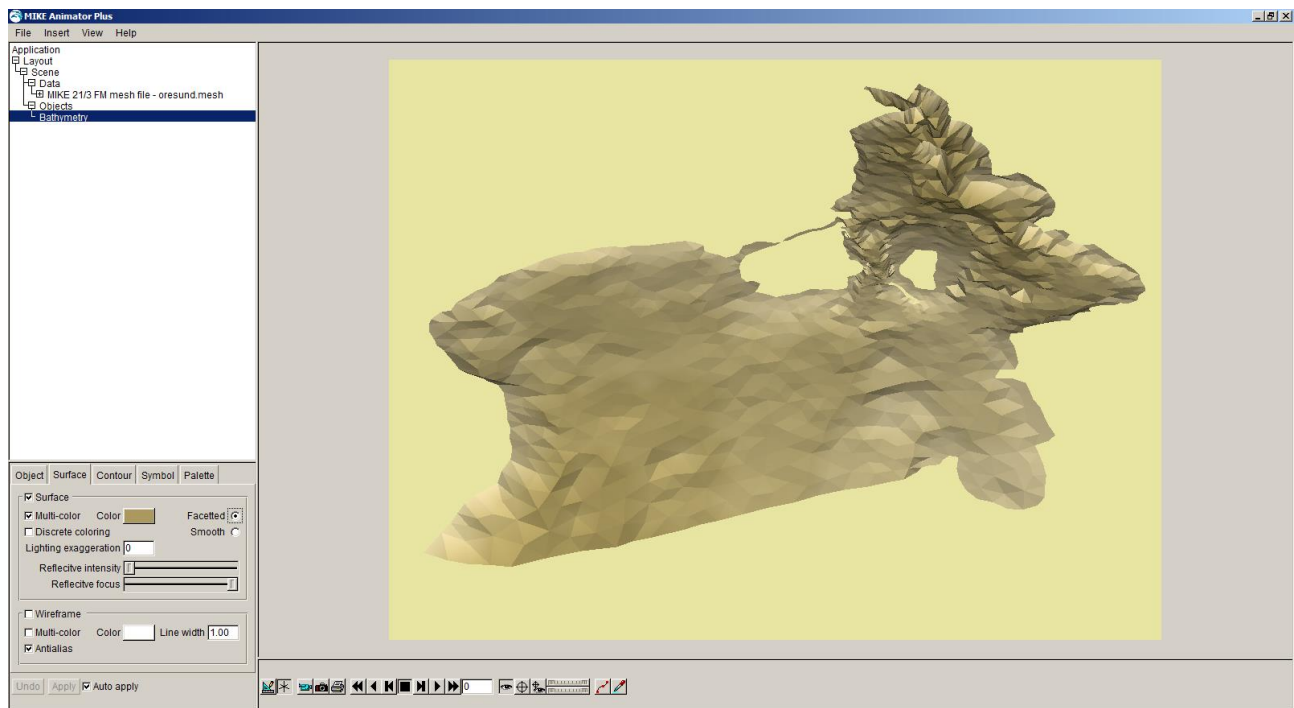 MIKE Animator Plus
File Insert View Help
Application
Layout
Scene
Data
MIKE 21/3 FM mesh file - oresund.mesh
Objects
Bathymetry
Object Surface Contour Symbol Palette
Surface
Multi-color Color Facetted
Discrete coloring Smooth
Lighting exaggeration 0
Reflecitve intensity
Reflecitve focus
Wireframe
Multi-color Color Line width 1.00
Antialias
Undo Apply Auto apply
0